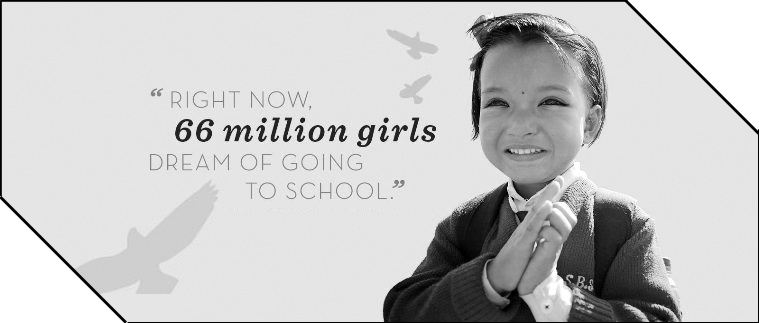 “ RIGHT NOW,
66 million girls
DREAM OF GOING
TO SCHOOL.”
S.B.S